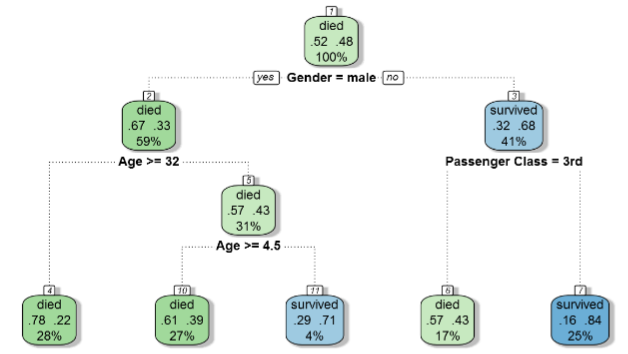 1
died
.52 .48
100%
yes Gender = male no
2
died
.67 .33
59%
3
survived
.32 .68
41%
Age >= 32
Passenger Class = 3rd
5
died
.57 .43
31%
Age >= 4.5
4
died
.78 .22
28%
10
died
.61 .39
27%
11
survived
.29 .71
4%
6
died
.57 .43
17%
7
survived
.16 .84
25%